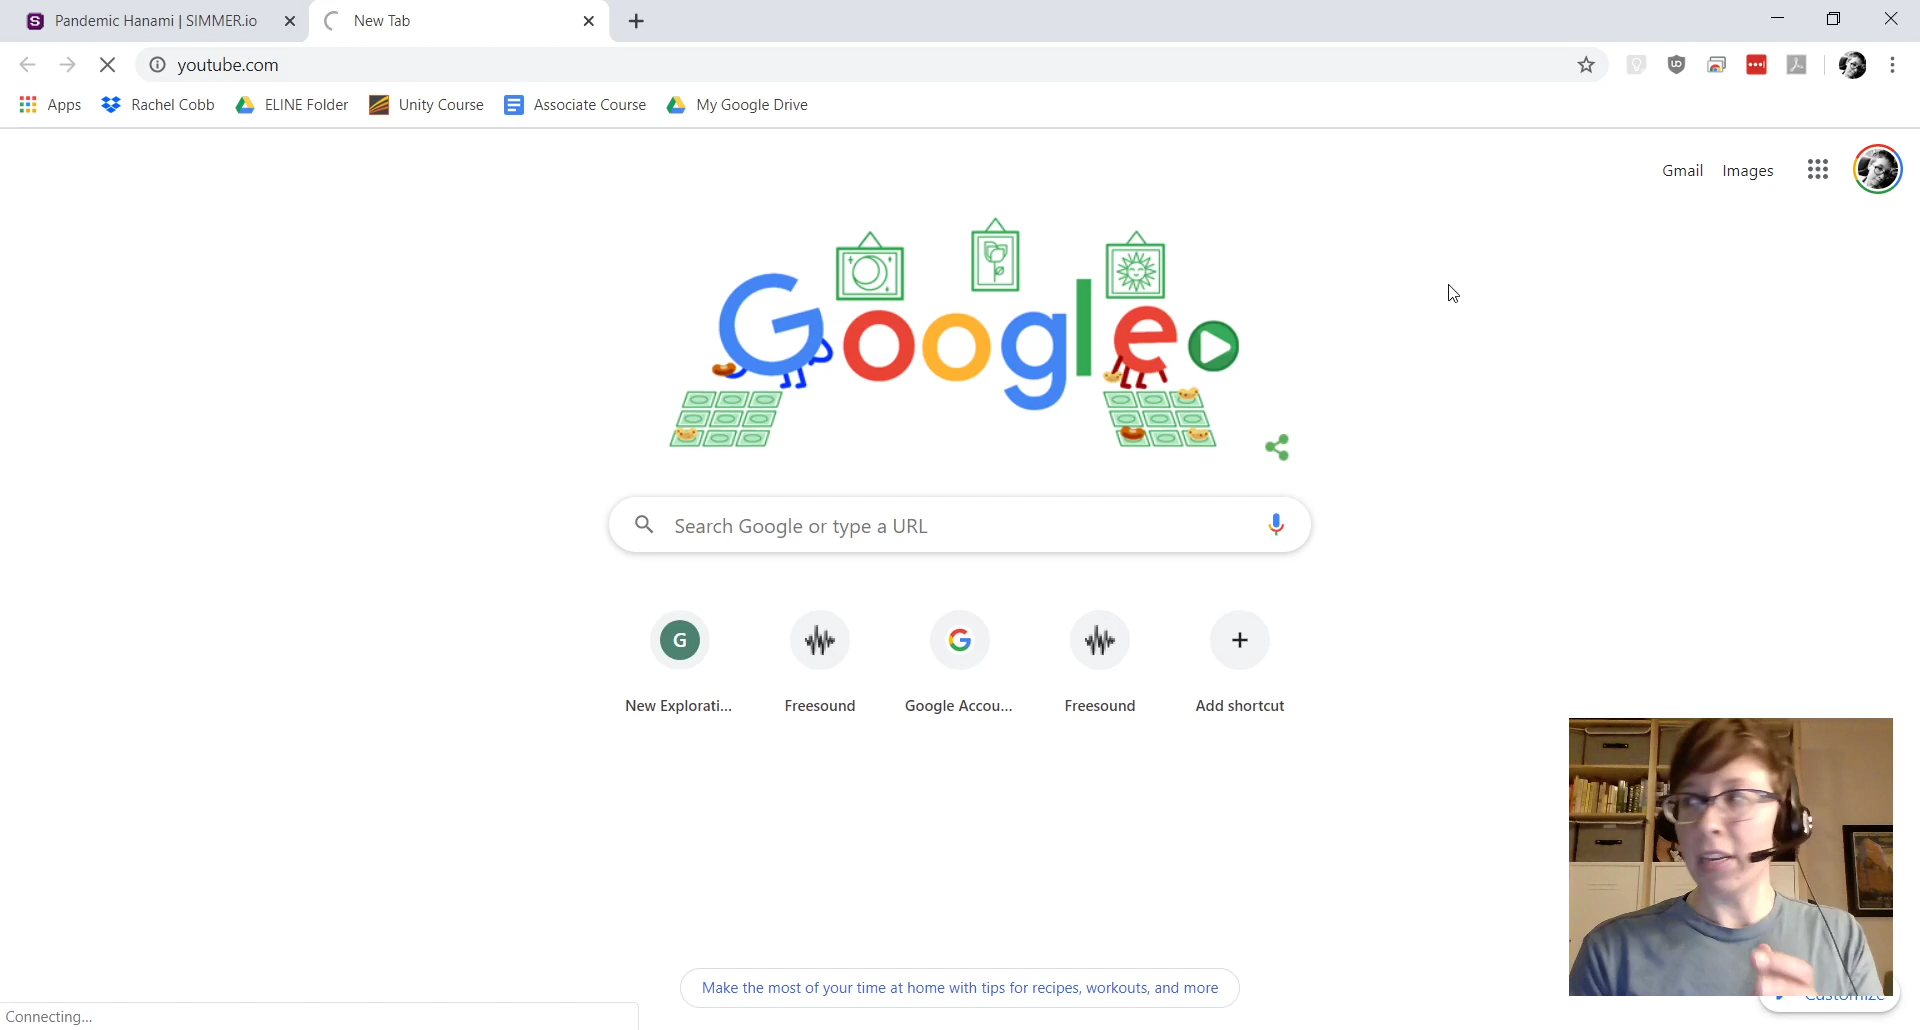 Pandemic Hanami | SIMMER.io
New Tab
youtube.com
Apps
Rachel Cobb
ELINE Folder
Unity Course
Associate Course
My Google Drive
Gmail
Images
Google
Search Google or type a URL
G
New Explorati...
Freesound
Google Accou...
Freesound
Add shortcut
Make the most of your time at home with tips for recipes, workouts, and more
Customize
Connecting...